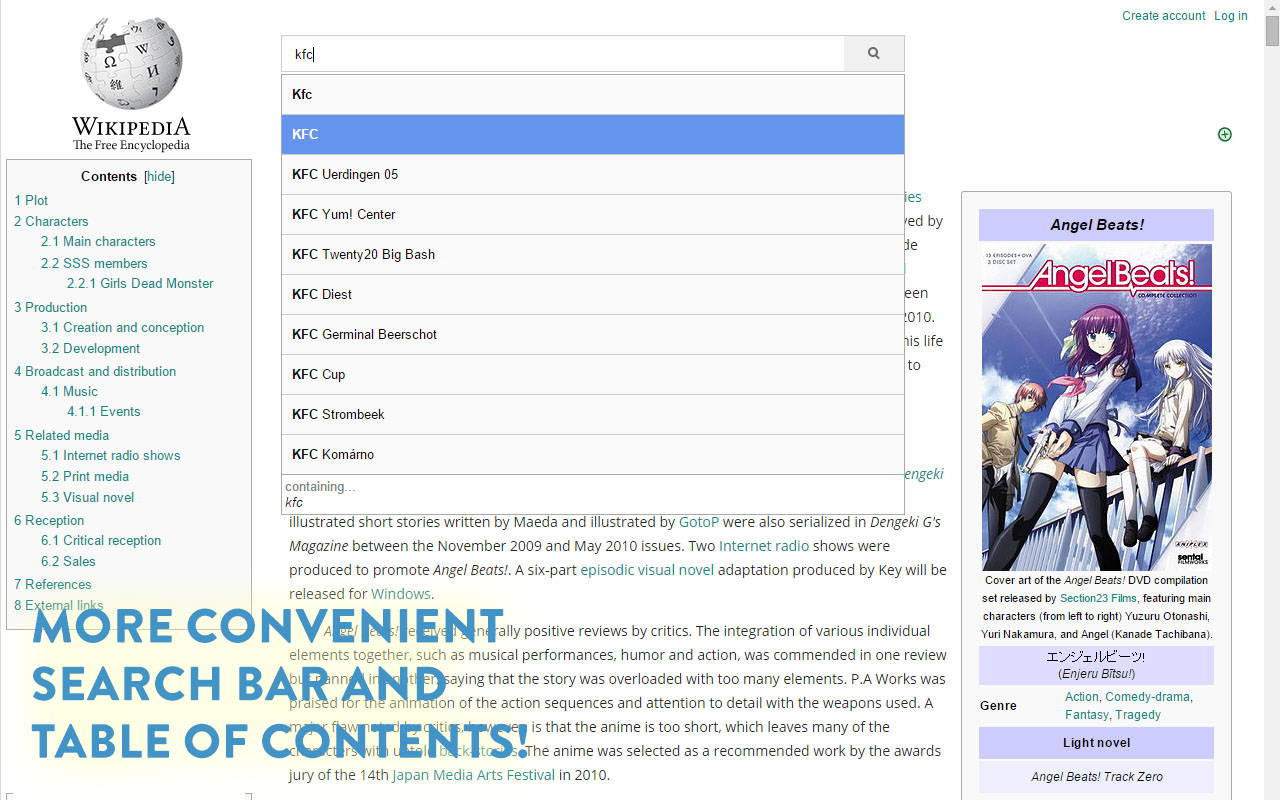 Create account Log in
WIKIPEDIA
The Free Encyclopedia
kfc
Kfc
KFC
KFC Uerdingen 05
KFC Yum! Center
KFC Twenty20 Big Bash
KFC Diest
KFC Germinal Beerschot
KFC Cup
KFC Strombeek
KFC Komárno
containing...
kfc
Contents [hide]
1 Plot
2 Characters
2.1 Main characters
2.2 SSS members
2.2.1 Girls Dead Monster
3 Production
3.1 Creation and conception
3.2 Development
4 Broadcast and distribution
4.1 Music
4.1.1 Events
5 Related media
5.1 Internet radio shows
5.2 Print media
5.3 Visual novel
6 Reception
6.1 Critical reception
6.2 Sales
7 References
8 External links
MORE CONVENIENT
SEARCH BAR AND
TABLE OF CONTENTS!
ies
ed by
de
een
2010.
his life
to
engeki
illustrated short stories written by Maeda and illustrated by GotoP were also serialized in Dengeki G's
Magazine between the November 2009 and May 2010 issues. Two Internet radio shows were
produced to promote Angel Beats!. A six-part episodic visual novel adaptation produced by Key will be
released for Windows.
Angel Beats! received generally positive reviews by critics. The integration of various individual
elements together, such as musical performances, humor and action, was commended in one review
but panned in another, saying that the story was overloaded with too many elements. P.A Works was
praised for the animation of the action sequences and attention to detail with the weapons used. A
major flaw noted by critics, however, is that the anime is too short, which leaves many of the
characters with untold back-stories. The anime was selected as a recommended work by the awards
jury of the 14th Japan Media Arts Festival in 2010.
Angel Beats!
13 EPISODES + OVA
3 DISC SET
Angel Beats!
COMPLETE COLLECTION
ANIPLEX
sentai
FILMWORKS
Cover art of the Angel Beats! DVD compilation
set released by Section23 Films, featuring main
characters (from left to right) Yuzuru Otonashi,
Yuri Nakamura, and Angel (Kanade Tachibana).
エンジェルビーツ!
(Enjeru Bītsu!)
Genre Action, Comedy-drama,
Fantasy, Tragedy
Light novel
Angel Beats! Track Zero